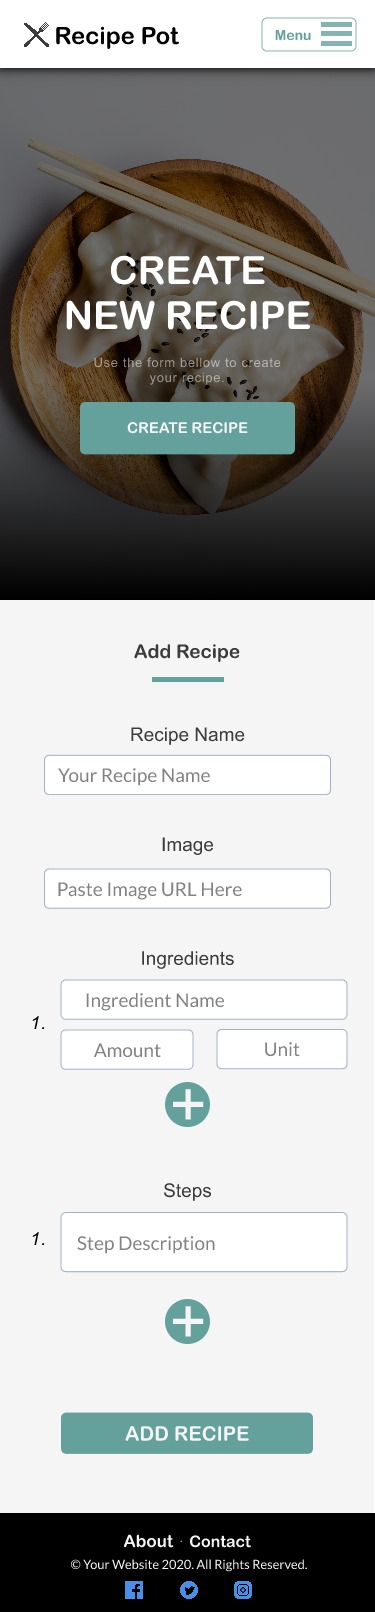 Recipe Pot
Menu
CREATE
NEW RECIPE
Use the form bellow to create
your recipe.
CREATE RECIPE
Add Recipe
Recipe Name
Your Recipe Name
Image
Paste Image URL Here
Ingredients
Ingredient Name
1.
Amount Unit
Steps
1. Step Description
ADD RECIPE
About · Contact
© Your Website 2020. All Rights Reserved.